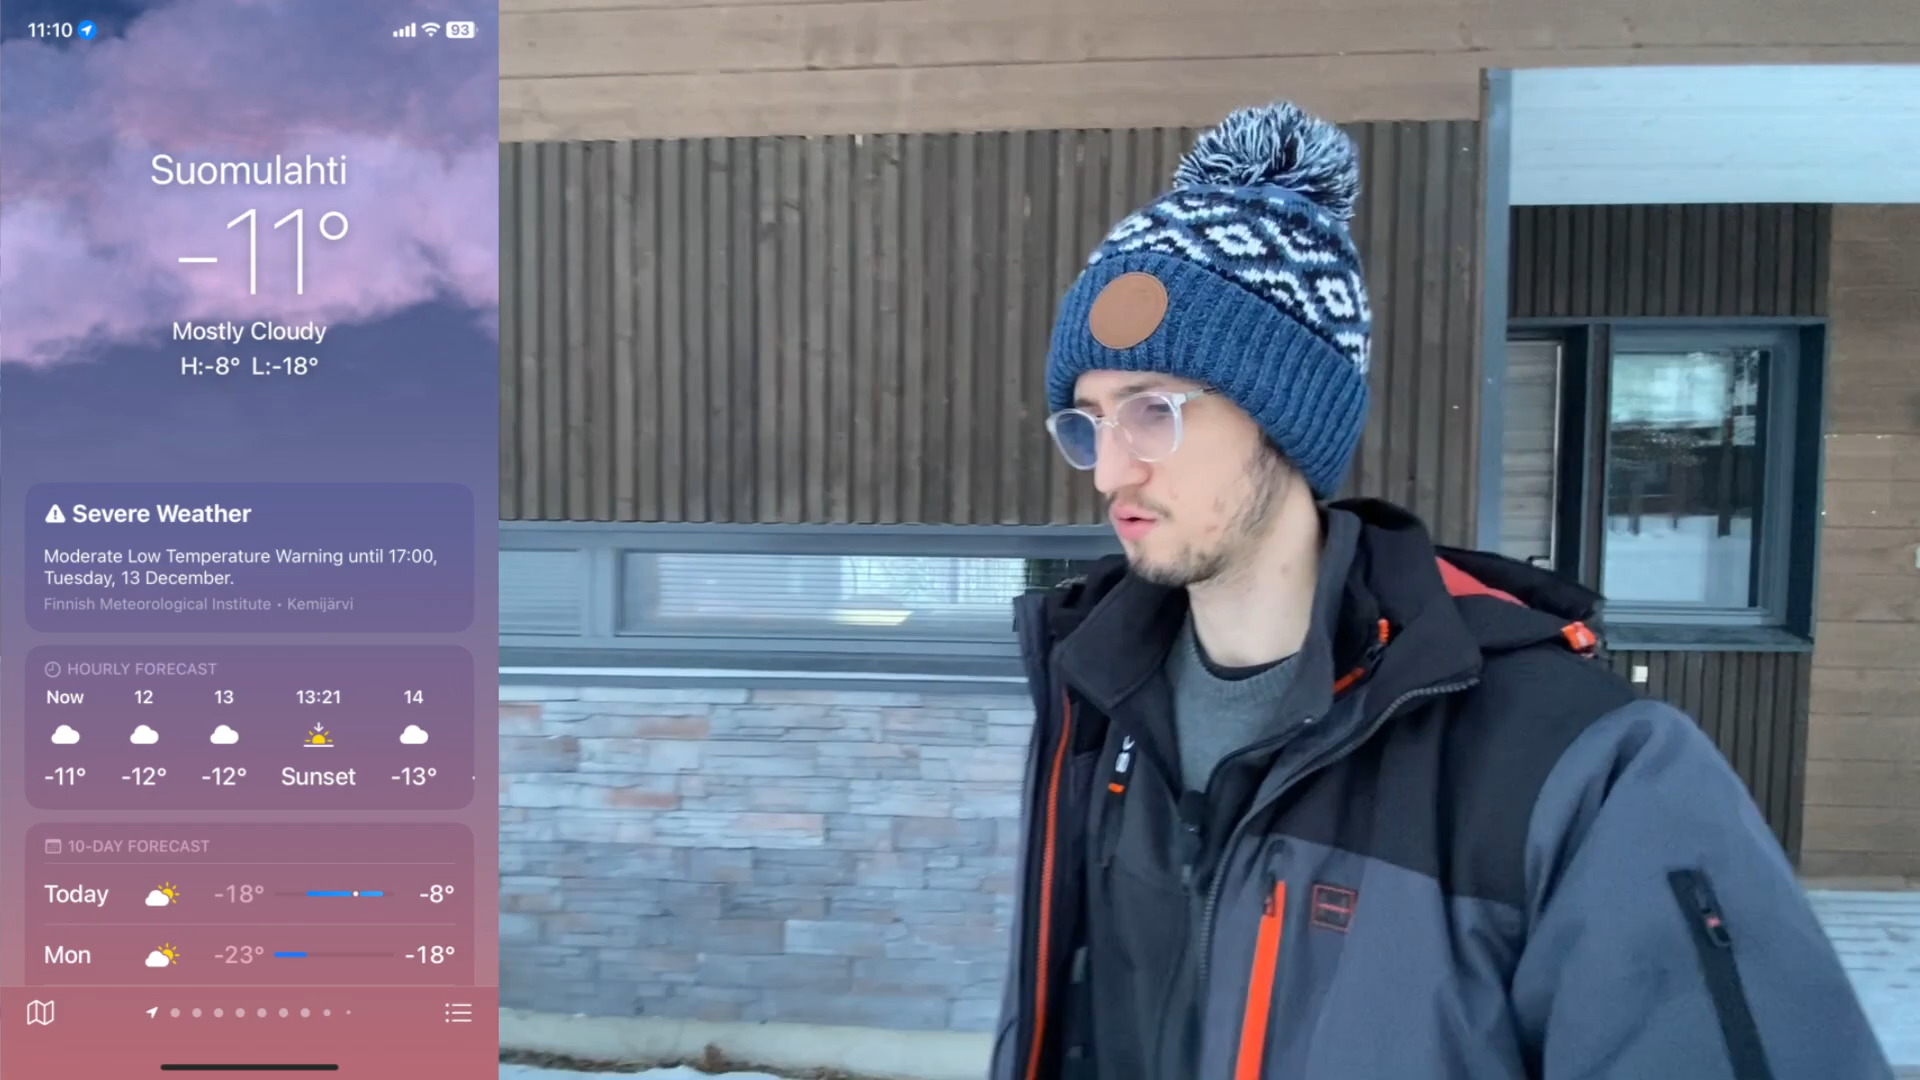 11:10
93
Suomulahti
–11°
Mostly Cloudy
H:-8° L:-18°
Severe Weather
Moderate Low Temperature Warning until 17:00,
Tuesday, 13 December.
Finnish Meteorological Institute • Kemijärvi
HOURLY FORECAST
Now 12 13 13:21 14
-11° -12° -12° Sunset -13°
10-DAY FORECAST
Today -18° -8°
Mon -23° -18°